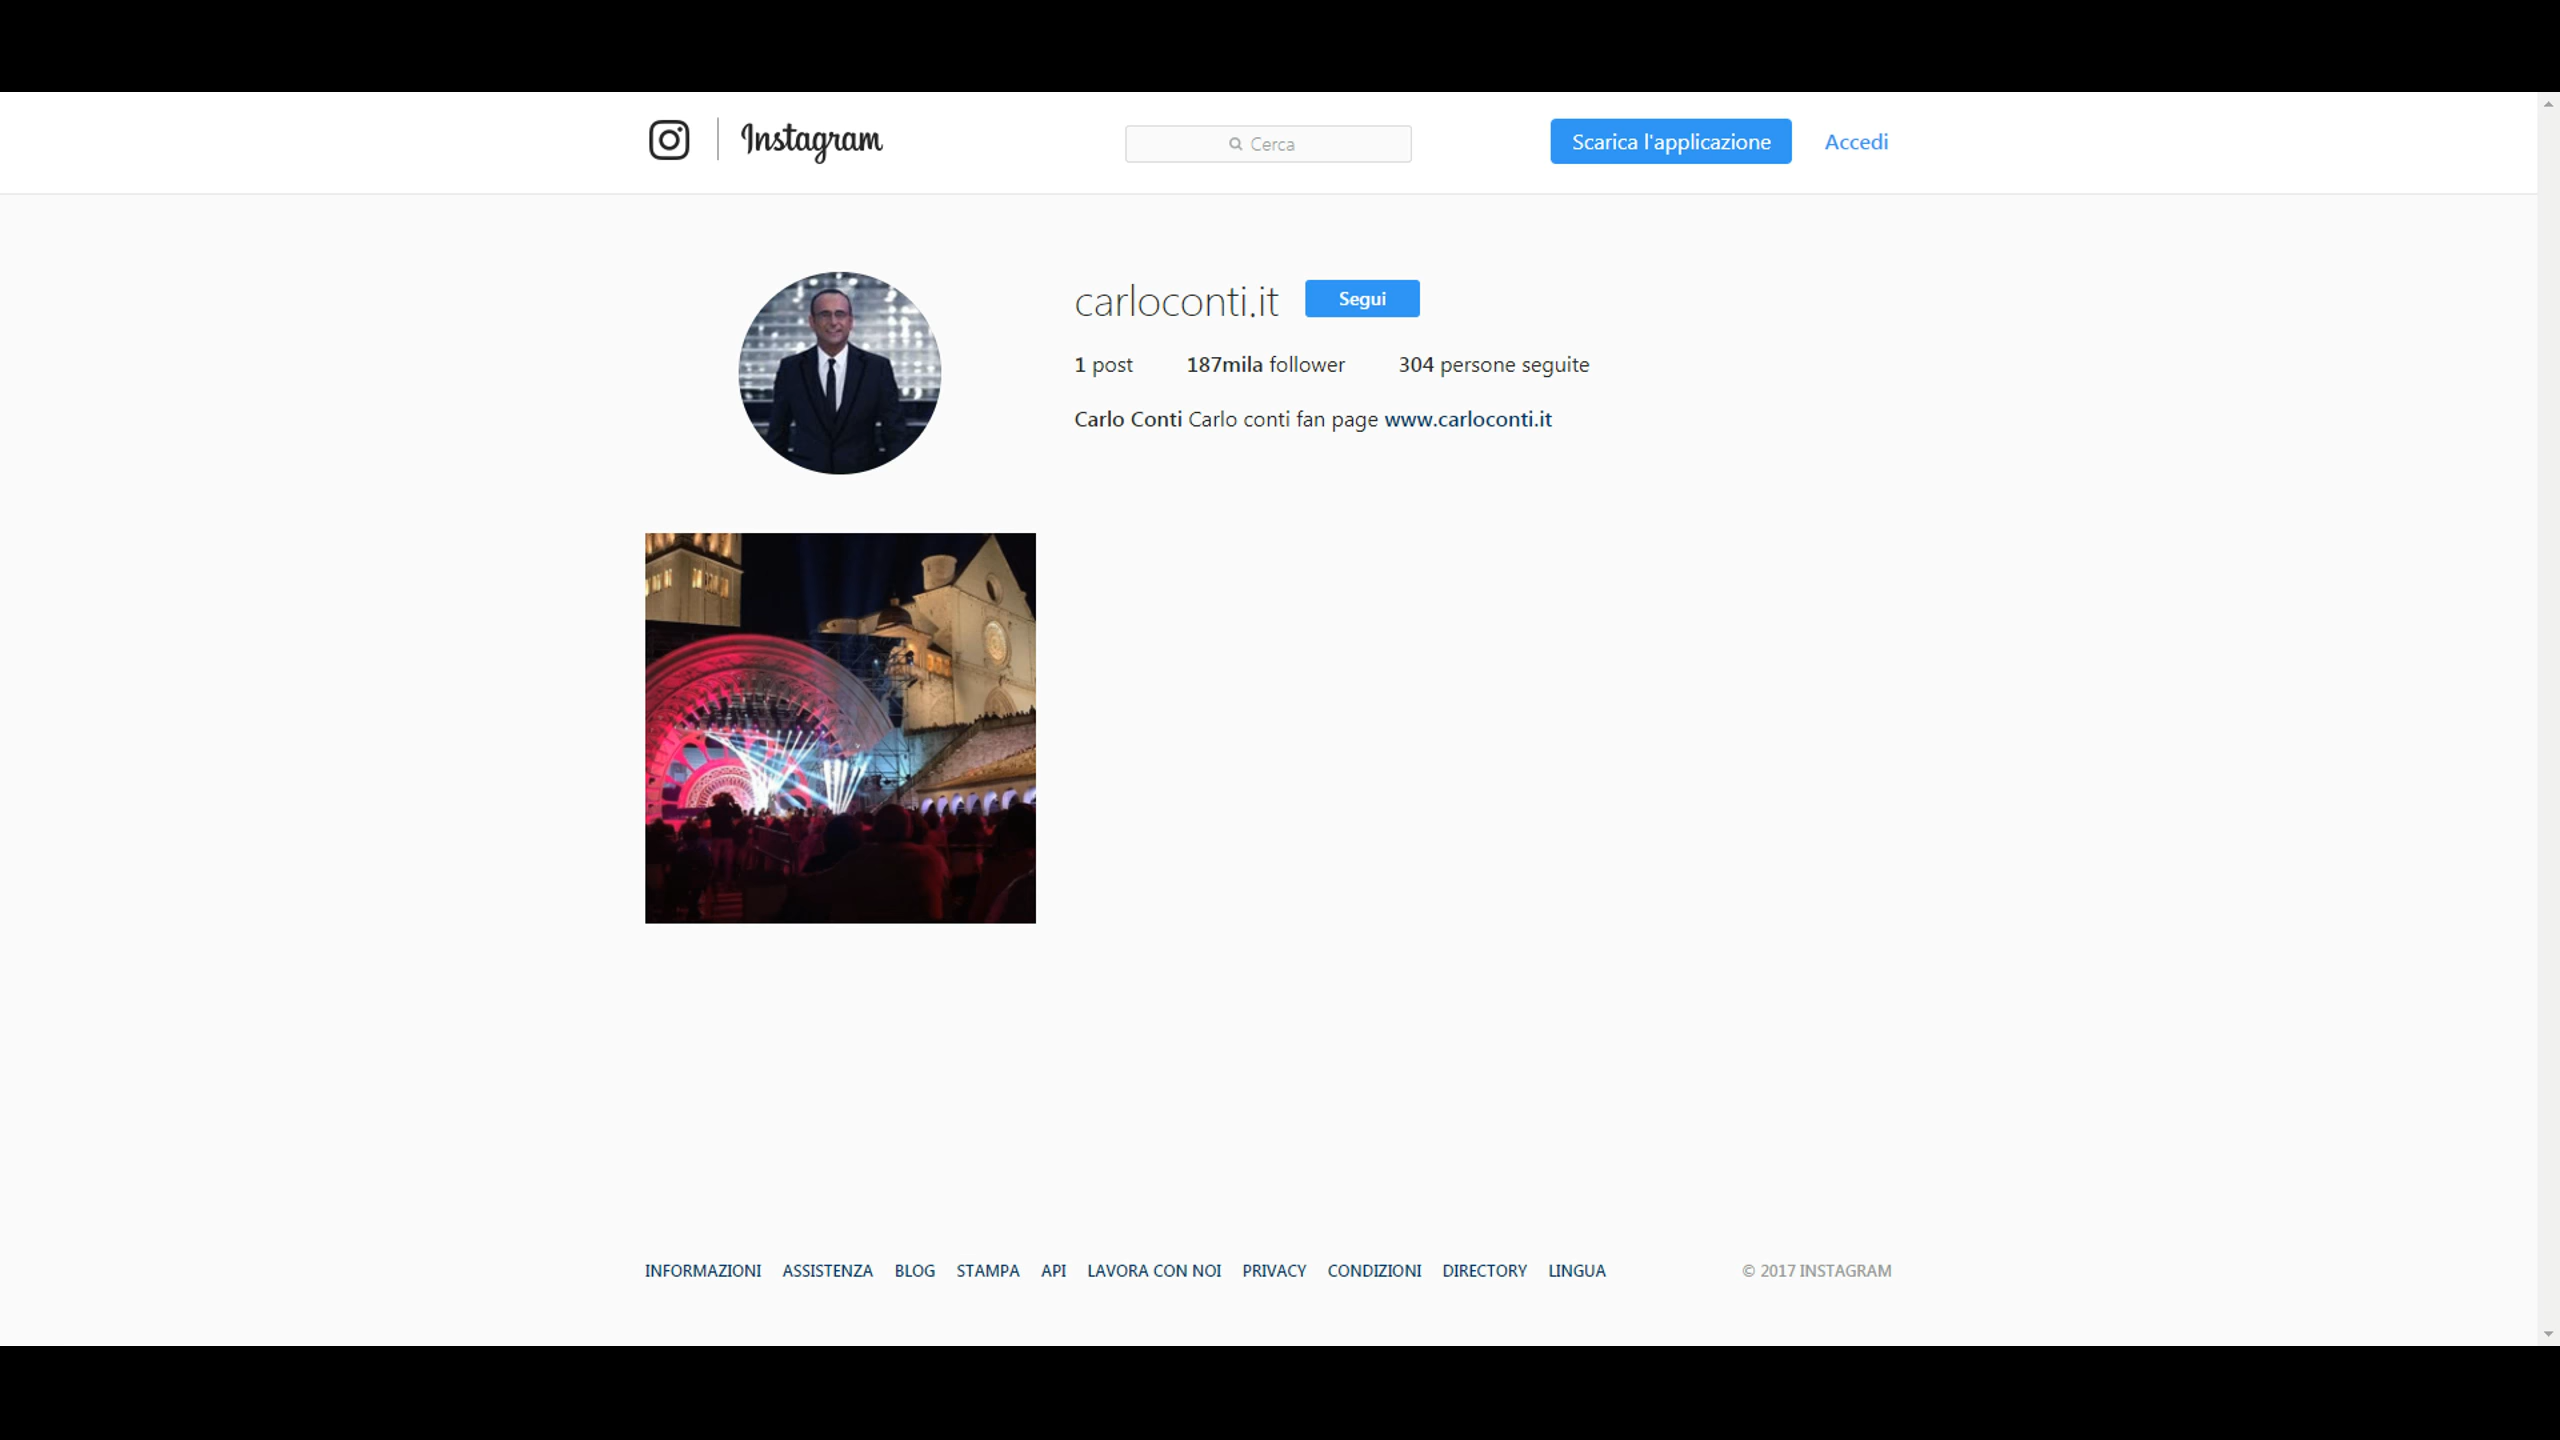 Instagram
Cerca
Scarica l'applicazione
Accedi
carloconti.it
Segui
1 post 187mila follower 304 persone seguite
Carlo Conti Carlo conti fan page www.carloconti.it
INFORMAZIONI ASSISTENZA BLOG STAMPA API LAVORA CON NOI PRIVACY CONDIZIONI DIRECTORY LINGUA © 2017 INSTAGRAM